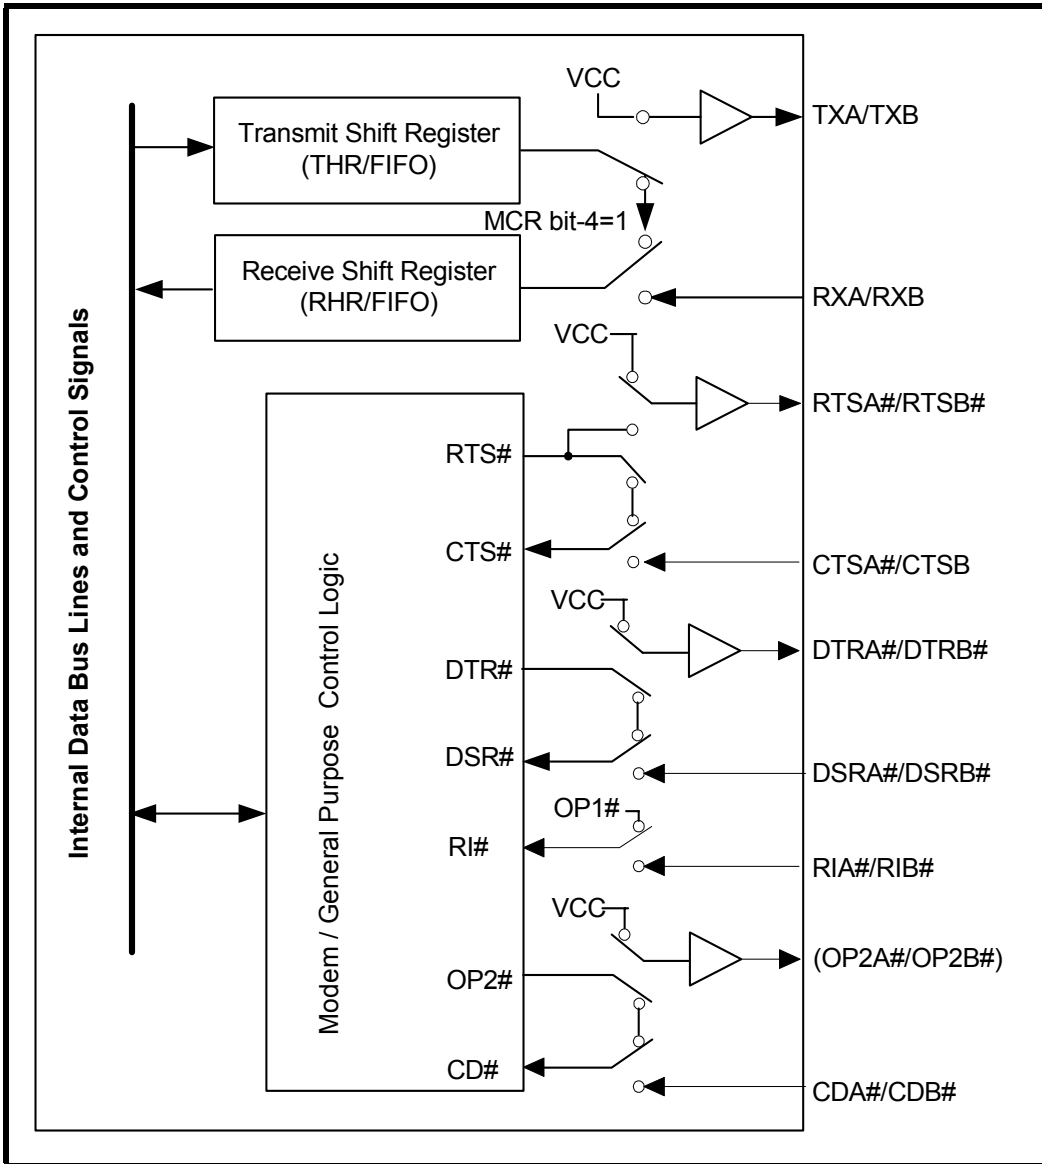 VCC
TXA/TXB
Transmit Shift Register
(THR/FIFO)
MCR bit-4=1
Receive Shift Register
(RHR/FIFO)
RXA/RXB
VCC
RTSA#/RTSB#
RTS#
CTS#
CTSA#/CTSB
VCC
DTRA#/DTRB#
DTR#
DSR#
DSRA#/DSRB#
OP1#
RI#
RIA#/RIB#
VCC
(OP2A#/OP2B#)
OP2#
CD#
CDA#/CDB#
Internal Data Bus Lines and Control Signals
Modem / General Purpose Control Logic